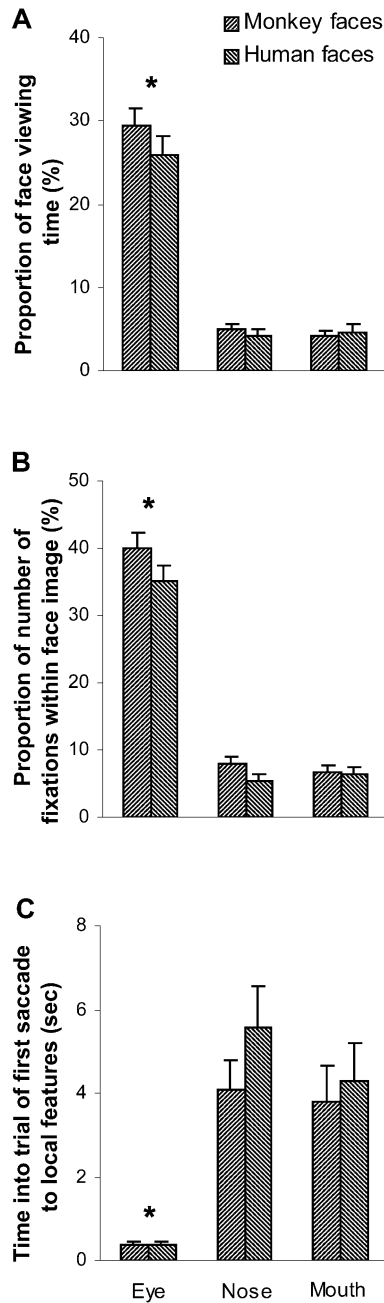 A
Monkey faces
Human faces
Proportion of face viewing
time (%)
40
30
20
10
0
*
B
Proportion of number of
fixations within face image (%)
50
40
30
20
10
0
*
C
Time into trial of first saccade
to local features (sec)
8
6
4
2
0
*
Eye Nose Mouth